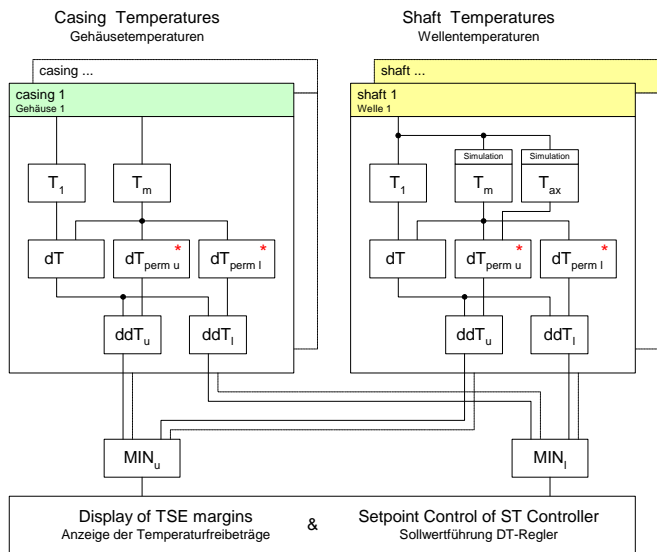 Casing Temperatures
Gehäusetemperaturen
Shaft Temperatures
Wellentemperaturen
casing ...
casing 1
Gehäuse 1
shaft ...
shaft 1
Welle 1
T1
Tm
T1
Simulation
Tm
Simulation
Tax
dT
dTperm u *
dTperm l *
dT
dTperm u *
dTperm l *
ddTu
ddTl
ddTu
ddTl
MINu
MINl
Display of TSE margins
Anzeige der Temperaturfreibeträge
&
Setpoint Control of ST Controller
Sollwertführung DT-Regler